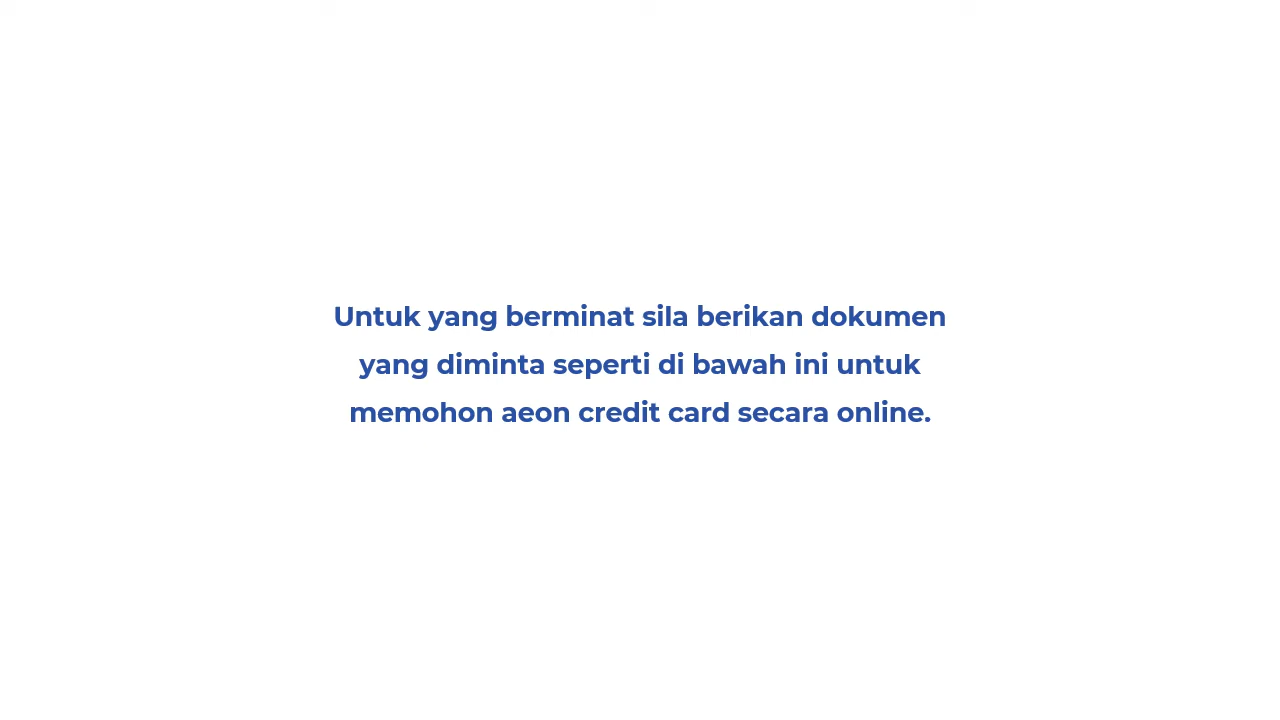 Untuk yang berminat sila berikan dokumen
yang diminta seperti di bawah ini untuk
memohon aeon credit card secara online.